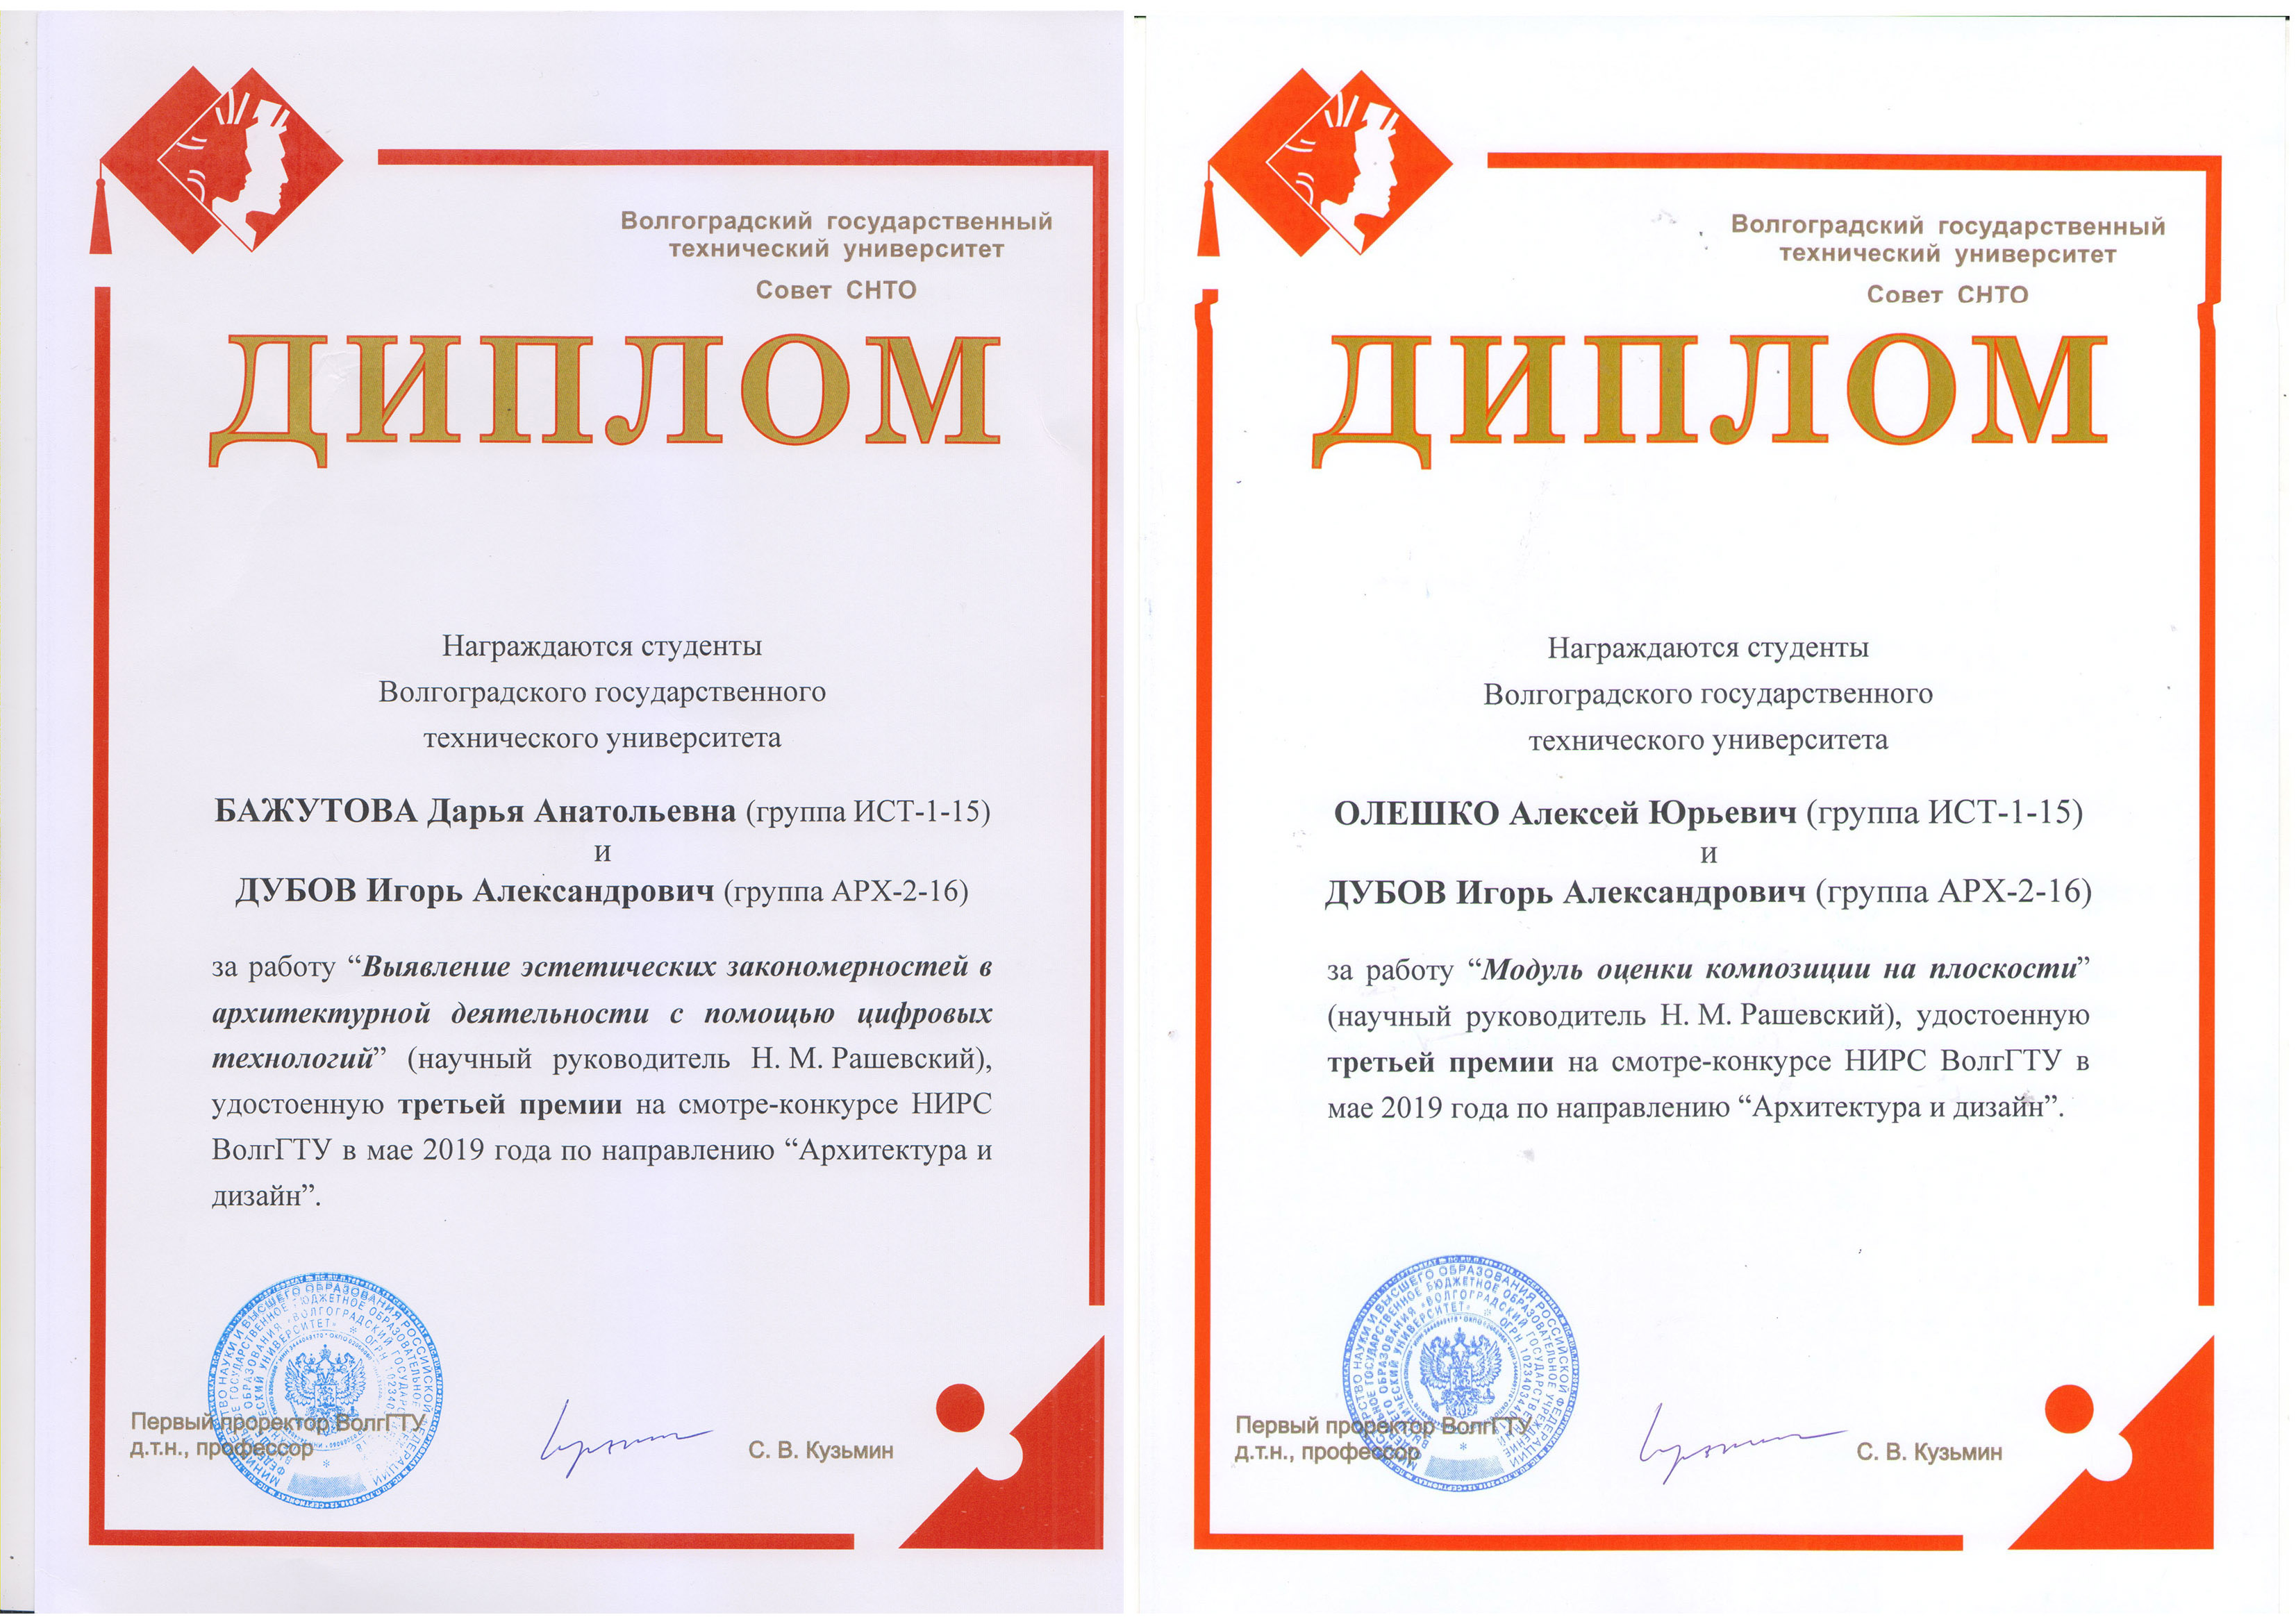 Волгоградский государственный
технический университет
Совет СНТО
ДИПЛОМ
Награждаются студенты
Волгоградского государственного
технического университета
БАЖУТОВА Дарья Анатольевна (группа ИСТ-1-15)
и
ДУБОВ Игорь Александрович (группа АРХ-2-16)
за работу “Выявление эстетических закономерностей в
архитектурной деятельности с помощью цифровых
технологий” (научный руководитель Н. М. Рашевский),
удостоенную третьей премии на смотре-конкурсе НИРС
ВолгГТУ в мае 2019 года по направлению “Архитектура и
дизайн”.
Первый проректор ВолгГТУ
д.т.н., профессор
С. В. Кузьмин
Волгоградский государственный
технический университет
Совет СНТО
ДИПЛОМ
Награждаются студенты
Волгоградского государственного
технического университета
ОЛЕШКО Алексей Юрьевич (группа ИСТ-1-15)
и
ДУБОВ Игорь Александрович (группа АРХ-2-16)
за работу “Модуль оценки композиции на плоскости”
(научный руководитель Н. М. Рашевский), удостоенную
третьей премии на смотре-конкурсе НИРС ВолгГТУ в
мае 2019 года по направлению “Архитектура и дизайн”.
Первый проректор ВолгГТУ
д.т.н., профессор
С. В. Кузьмин